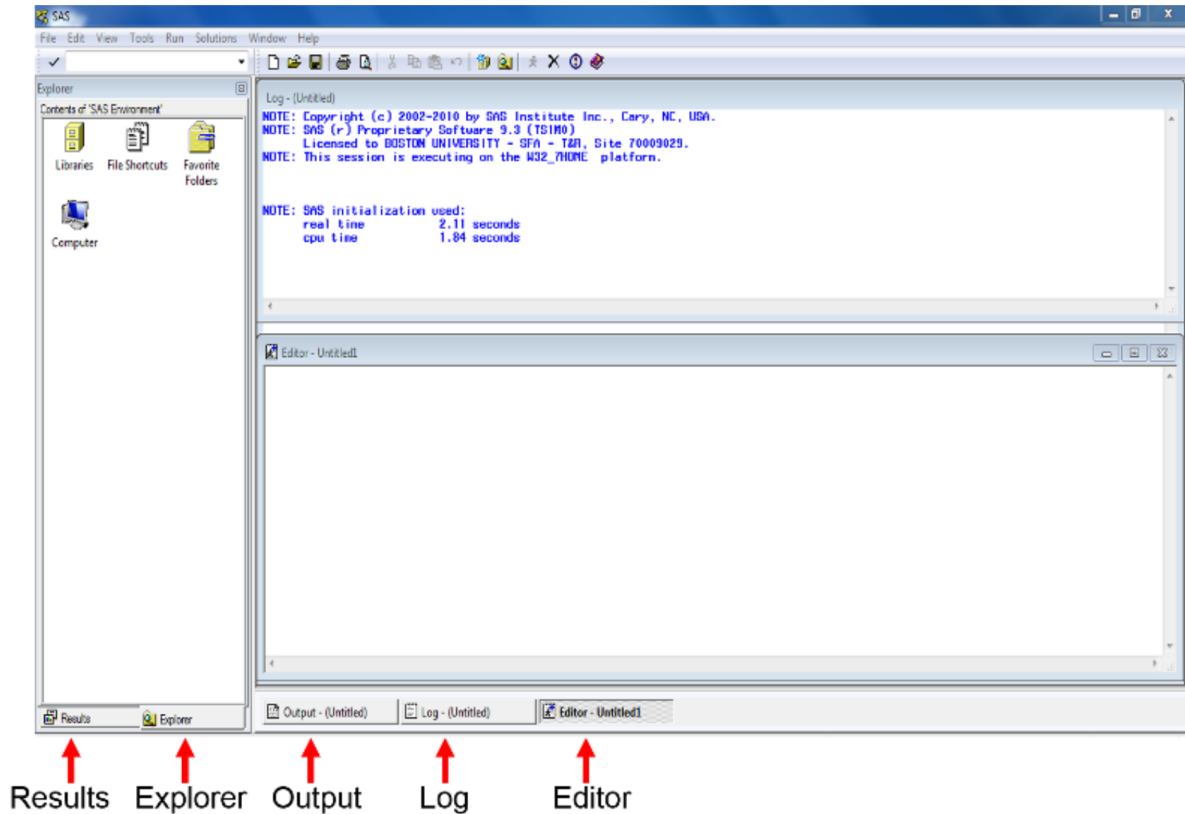 SAS
File Edit View Tools Run Solutions Window Help
Explorer
Contents of 'SAS Environment'
Libraries
File Shortcuts
Favorite
Folders
Computer
Log - (Untitled)
NOTE: Copyright (c) 2002-2010 by SAS Institute Inc., Cary, NC, USA.
NOTE: SAS (r) Proprietary Software 9.3 (TS1M0)
Licensed to BOSTON UNIVERSITY - SFA - T&R, Site 70009029.
NOTE: This session is executing on the W32_7HOME platform.
NOTE: SAS initialization used:
real time 2.11 seconds
cpu time 1.84 seconds
Editor - Untitled1
Results
Explorer
Output - (Untitled)
Log - (Untitled)
Editor - Untitled1
Results Explorer Output Log Editor